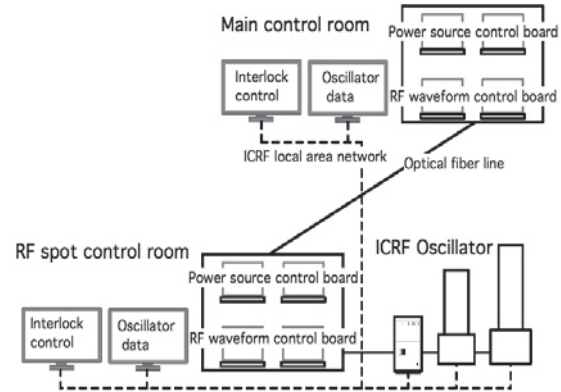 Main control room
Power source control board
Interlock
control
Oscillator
data
RF waveform control board
ICRF local area network
Optical fiber line
RF spot control room
ICRF Oscillator
Power source control board
Interlock
control
Oscillator
data
RF waveform control board